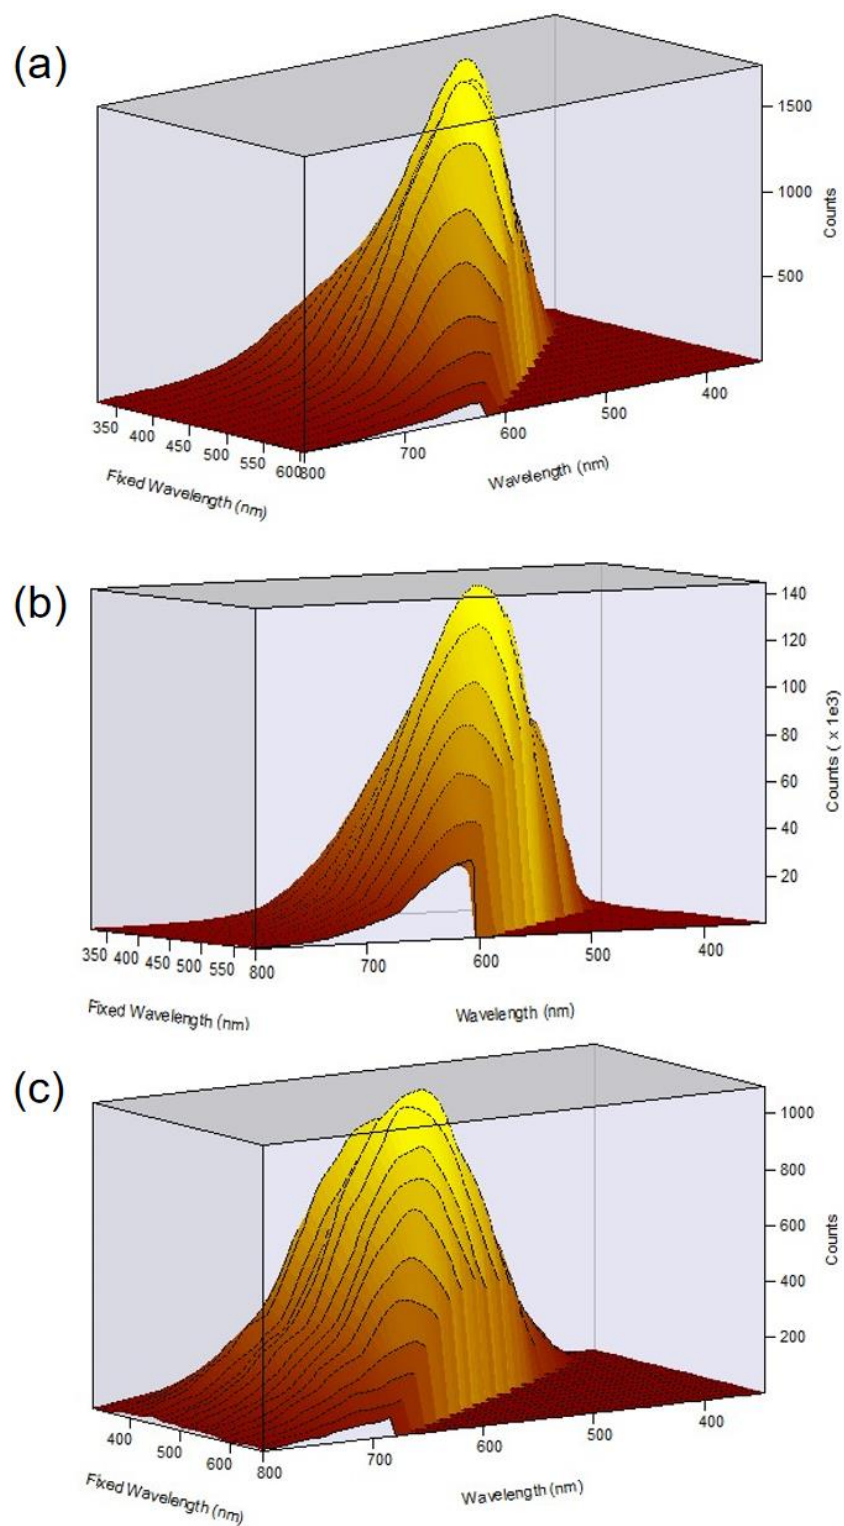 (a)
1500
1000
500
Counts
350 400 450 500 550 600
800 700 600 500 400
Fixed Wavelength (nm)
Wavelength (nm)
(b)
140
120
100
80
60
40
20
Counts ( x 1e3)
350 400 450 500 550
800 700 600 500 400
Fixed Wavelength (nm)
Wavelength (nm)
(c)
1000
800
600
400
200
Counts
400 500 600
800 700 600 500 400
Fixed Wavelength (nm)
Wavelength (nm)